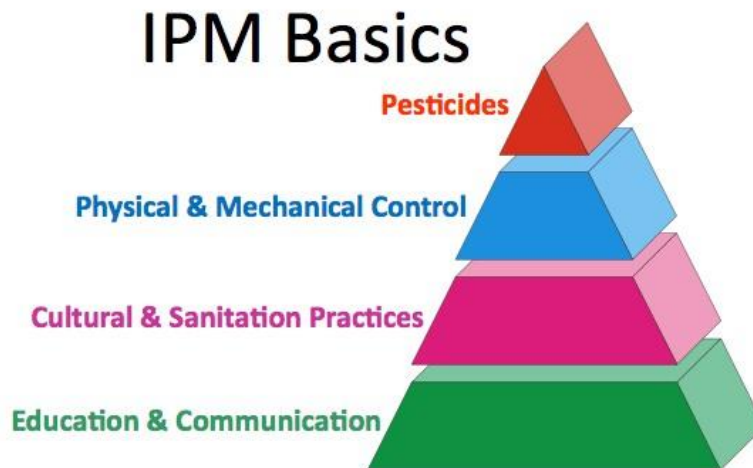 IPM Basics
Pesticides
Physical & Mechanical Control
Cultural & Sanitation Practices
Education & Communication